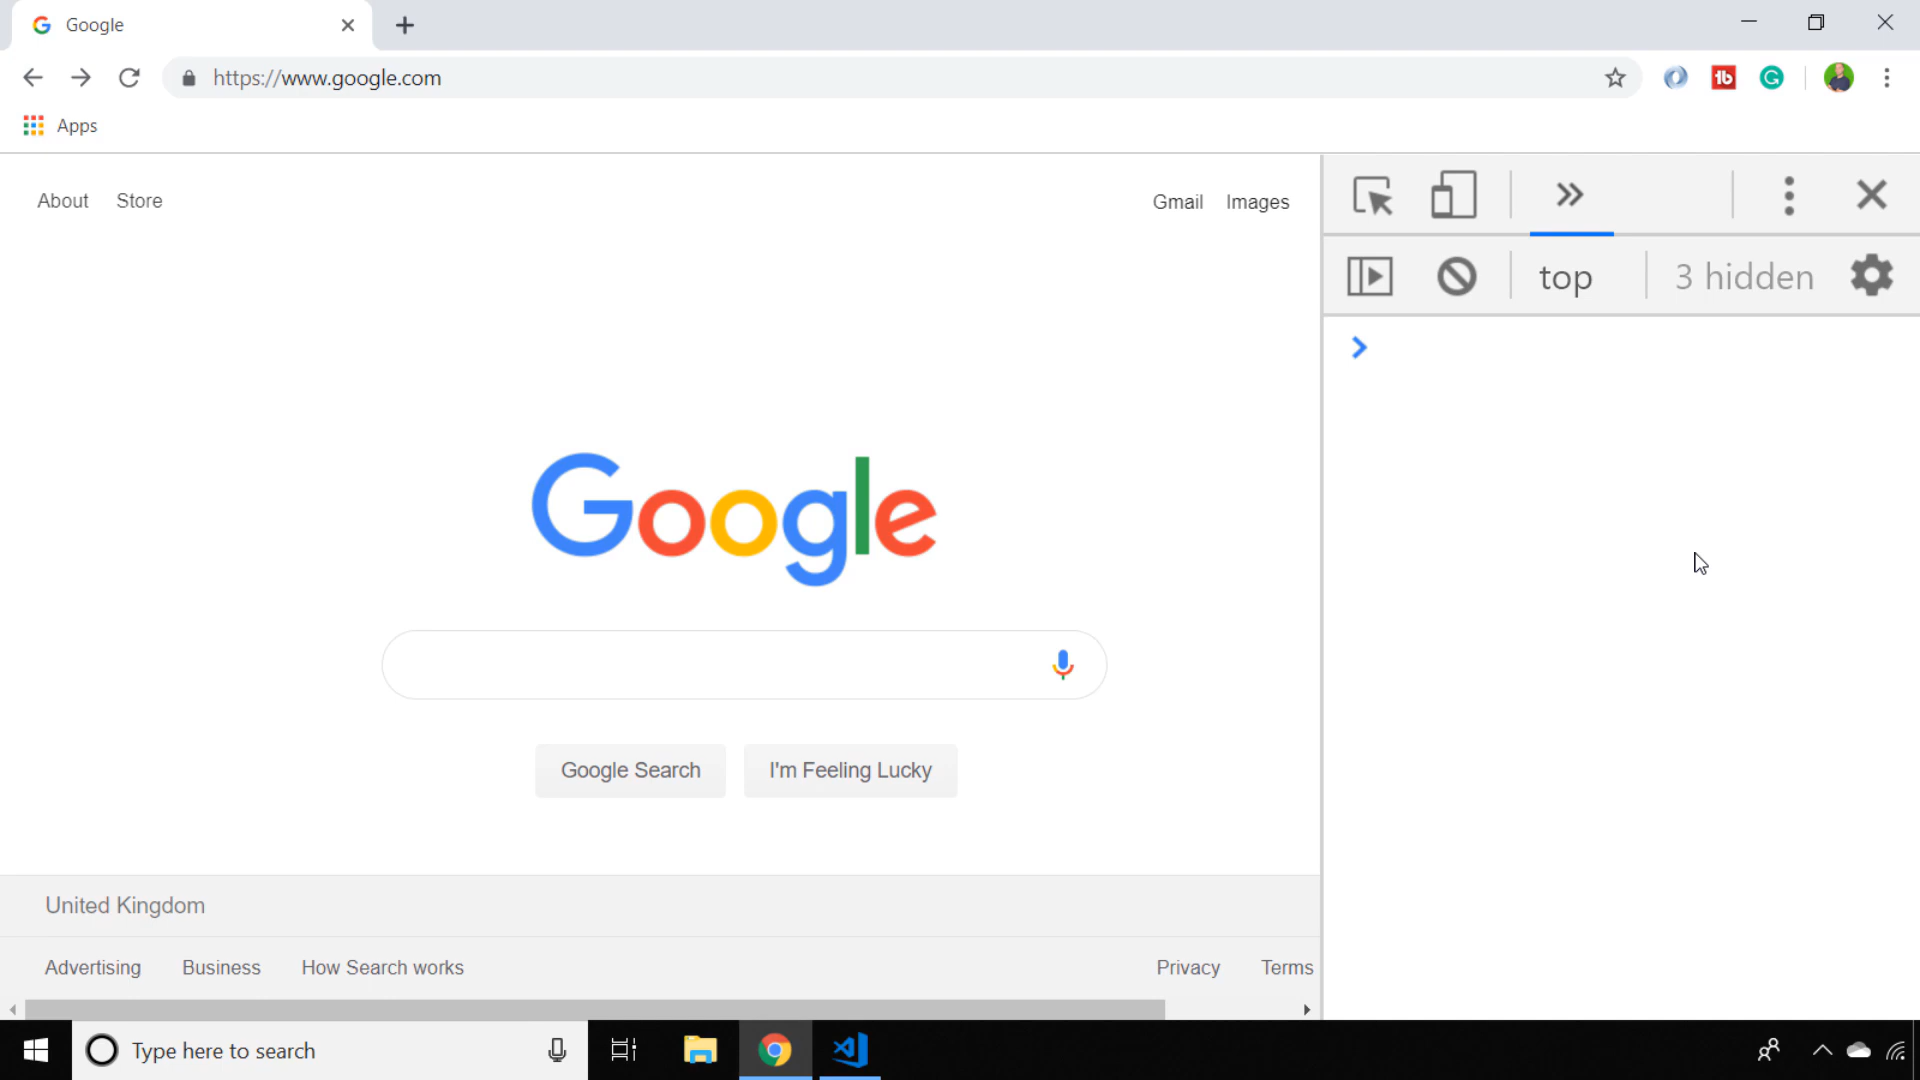 Google
https://www.google.com
Apps
About Store
Gmail Images
top 3 hidden
Google
Google Search I'm Feeling Lucky
United Kingdom
Advertising Business How Search works
Privacy Terms
Type here to search